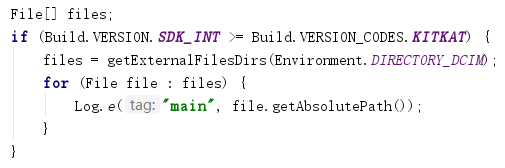 File[] files;
if (Build.VERSION.SDK_INT >= Build.VERSION_CODES.KITKAT) {
    files = getExternalFilesDirs(Environment.DIRECTORY_DCIM);
    for (File file : files) {
        Log.e( tag: "main", file.getAbsolutePath());
    }
}